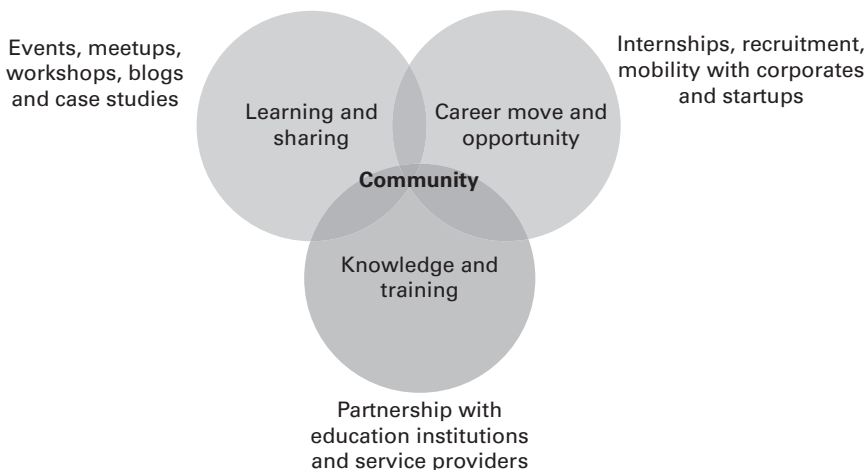 Events, meetups,
workshops, blogs
and case studies
Internships, recruitment,
mobility with corporates
and startups
Learning and
sharing
Career move and
opportunity
Community
Knowledge and
training
Partnership with
education institutions
and service providers